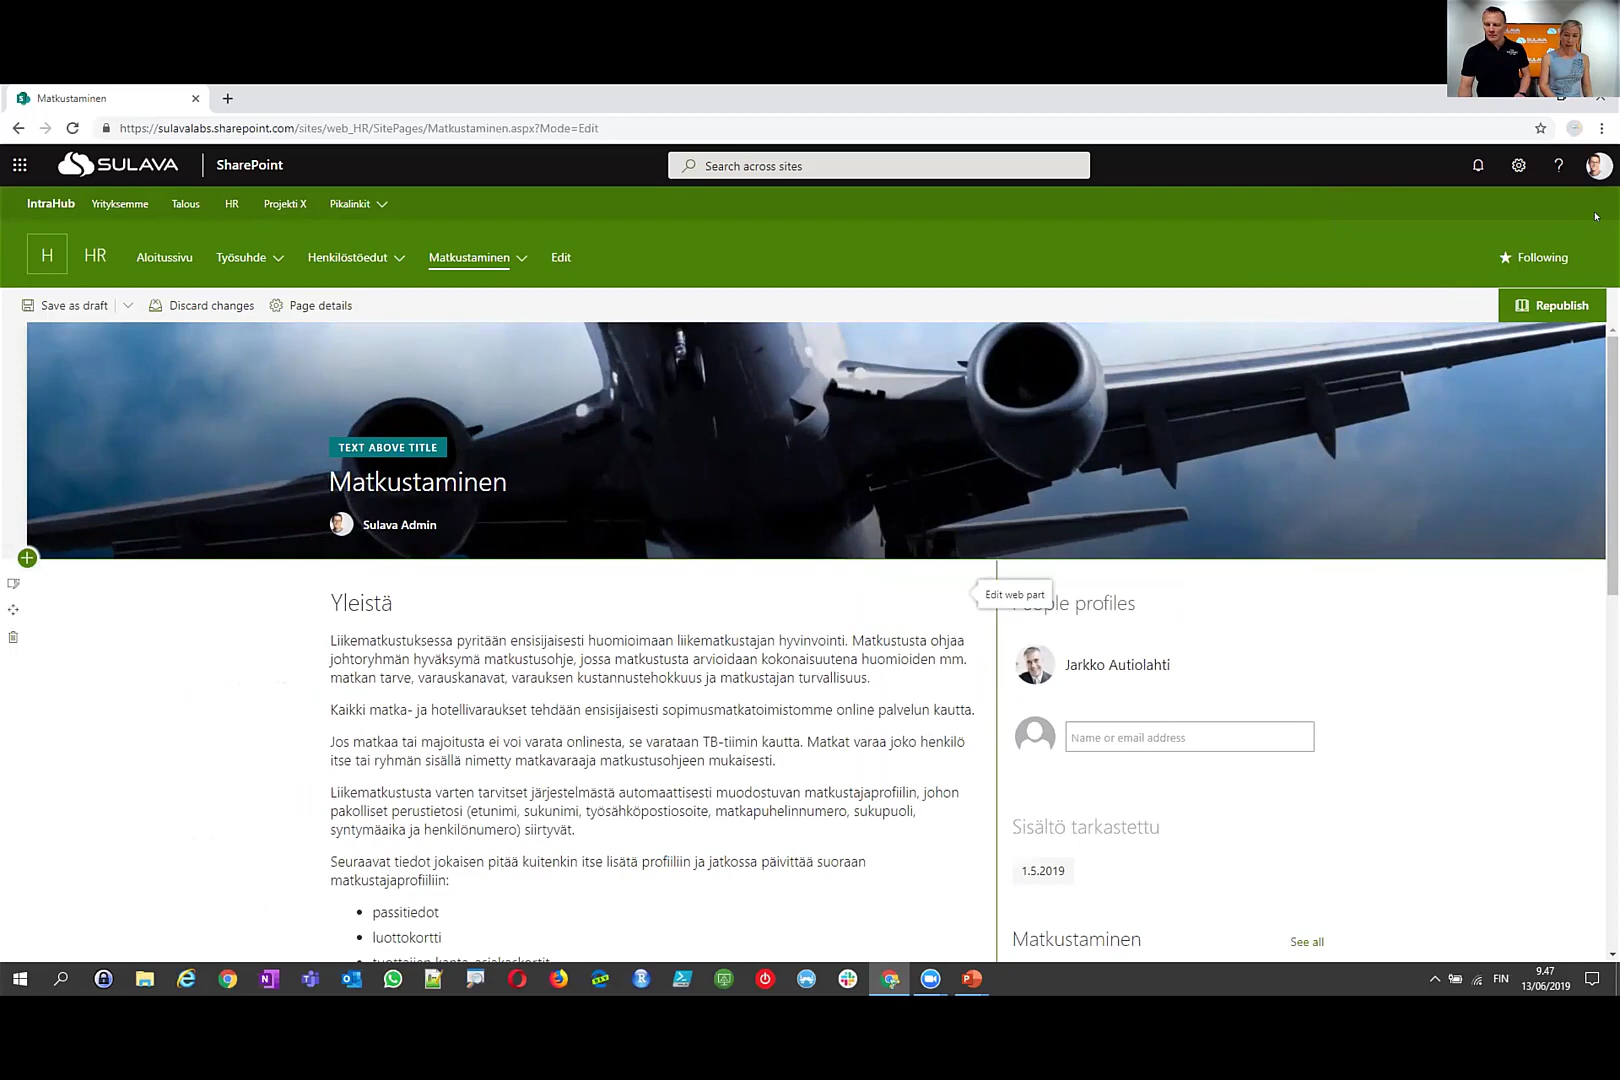 Matkustaminen
https://sulavalabs.sharepoint.com/sites/web_HR/SitePages/Matkustaminen.aspx?Mode=Edit
SULAVA SharePoint Search across sites ?
IntraHub Yrityksemme Talous HR Projekti X Pikalinkit
H HR Aloitussivu Työsuhde Henkilöstöedut Matkustaminen Edit Following
Save as draft Discard changes Page details Republish
TEXT ABOVE TITLE
Matkustaminen
Sulava Admin
Edit web part
Yleistä
Liikematkustuksessa pyritään ensisijaisesti huomioimaan liikematkustajan hyvinvointi. Matkustusta ohjaa
johtoryhmän hyväksymä matkustusohje, jossa matkustusta arvioidaan kokonaisuutena huomioiden mm.
matkan tarve, varauskanavat, varauksen kustannustehokkuus ja matkustajan turvallisuus.
Kaikki matka- ja hotellivaraukset tehdään ensisijaisesti sopimusmatkatoimistomme online palvelun kautta.
Jos matkaa tai majoitusta ei voi varata onlinesta, se varataan TB-tiimin kautta. Matkat varaa joko henkilö
itse tai ryhmän sisällä nimetty matkavaraaja matkustusohjeen mukaisesti.
Liikematkustusta varten tarvitset järjestelmästä automaattisesti muodostuvan matkustajaprofiilin, johon
pakolliset perustietosi (etunimi, sukunimi, työsähköpostiosoite, matkapuhelinnumero, sukupuoli,
syntymäaika ja henkilönumero) siirtyvät.
Seuraavat tiedot jokaisen pitää kuitenkin itse lisätä profiiliin ja jatkossa päivittää suoraan
matkustajaprofiiliin:
• passitiedot
• luottokortti
People profiles
Jarkko Autiolahti
Name or email address
Sisältö tarkastettu
1.5.2019
Matkustaminen See all
FIN
9.47
13/06/2019